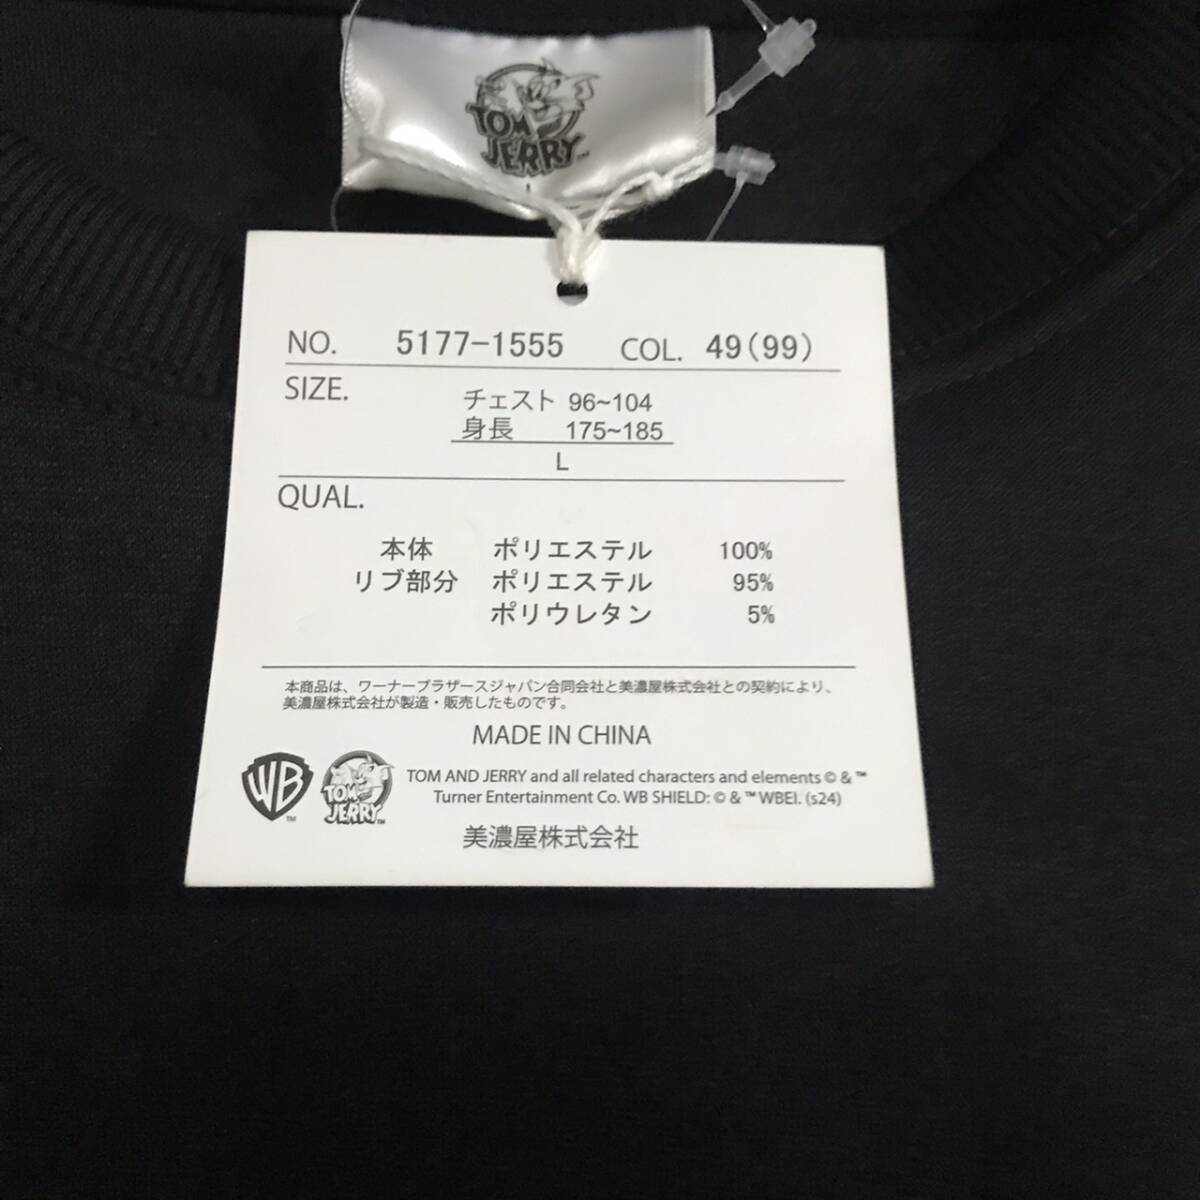 TOM
JERRY™
NO. 5177-1555 COL. 49(99)
SIZE.
チェスト 96~104
身長 175~185
L
QUAL.
本体 ポリエステル 100%
リブ部分 ポリエステル 95%
ポリウレタン 5%
本商品は、ワーナーブラザースジャパン合同会社と美濃屋株式会社との契約により、
美濃屋株式会社が製造・販売したものです。
MADE IN CHINA
WB™
TOM
JERRY™
TOM AND JERRY and all related characters and elements © & ™
Turner Entertainment Co. WB SHIELD: © & ™ WBEI. (s24)
美濃屋株式会社